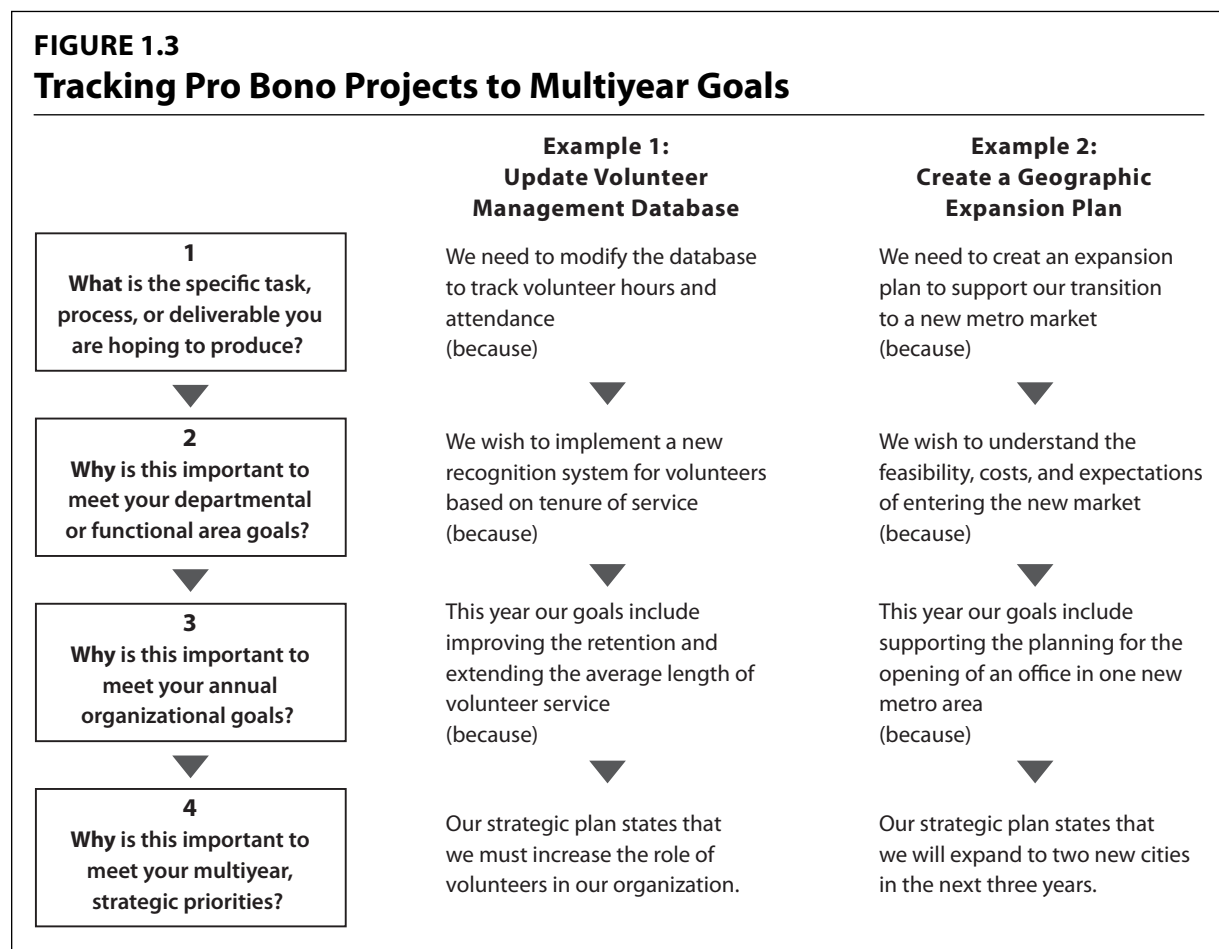 FIGURE 1.3
Tracking Pro Bono Projects to Multiyear Goals
Example 1:
Update Volunteer
Management Database
Example 2:
Create a Geographic
Expansion Plan
1
What is the specific task,
process, or deliverable you
are hoping to produce?
We need to modify the database
to track volunteer hours and
attendance
(because)
We need to creat an expansion
plan to support our transition
to a new metro market
(because)
2
Why is this important to
meet your departmental
or functional area goals?
We wish to implement a new
recognition system for volunteers
based on tenure of service
(because)
We wish to understand the
feasibility, costs, and expectations
of entering the new market
(because)
3
Why is this important to
meet your annual
organizational goals?
This year our goals include
improving the retention and
extending the average length of
volunteer service
(because)
This year our goals include
supporting the planning for the
opening of an office in one new
metro area
(because)
4
Why is this important to
meet your multiyear,
strategic priorities?
Our strategic plan states that
we must increase the role of
volunteers in our organization.
Our strategic plan states that
we will expand to two new cities
in the next three years.